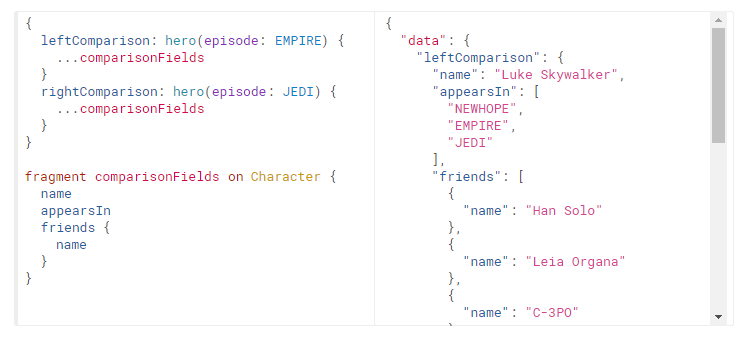 {
  leftComparison: hero(episode: EMPIRE) {
    ...comparisonFields
  }
  rightComparison: hero(episode: JEDI) {
    ...comparisonFields
  }
}

fragment comparisonFields on Character {
  name
  appearsIn
  friends {
    name
  }
}
{
  "data": {
    "leftComparison": {
      "name": "Luke Skywalker",
      "appearsIn": [
        "NEWHOPE",
        "EMPIRE",
        "JEDI"
      ],
      "friends": [
        {
          "name": "Han Solo"
        },
        {
          "name": "Leia Organa"
        },
        {
          "name": "C-3PO"